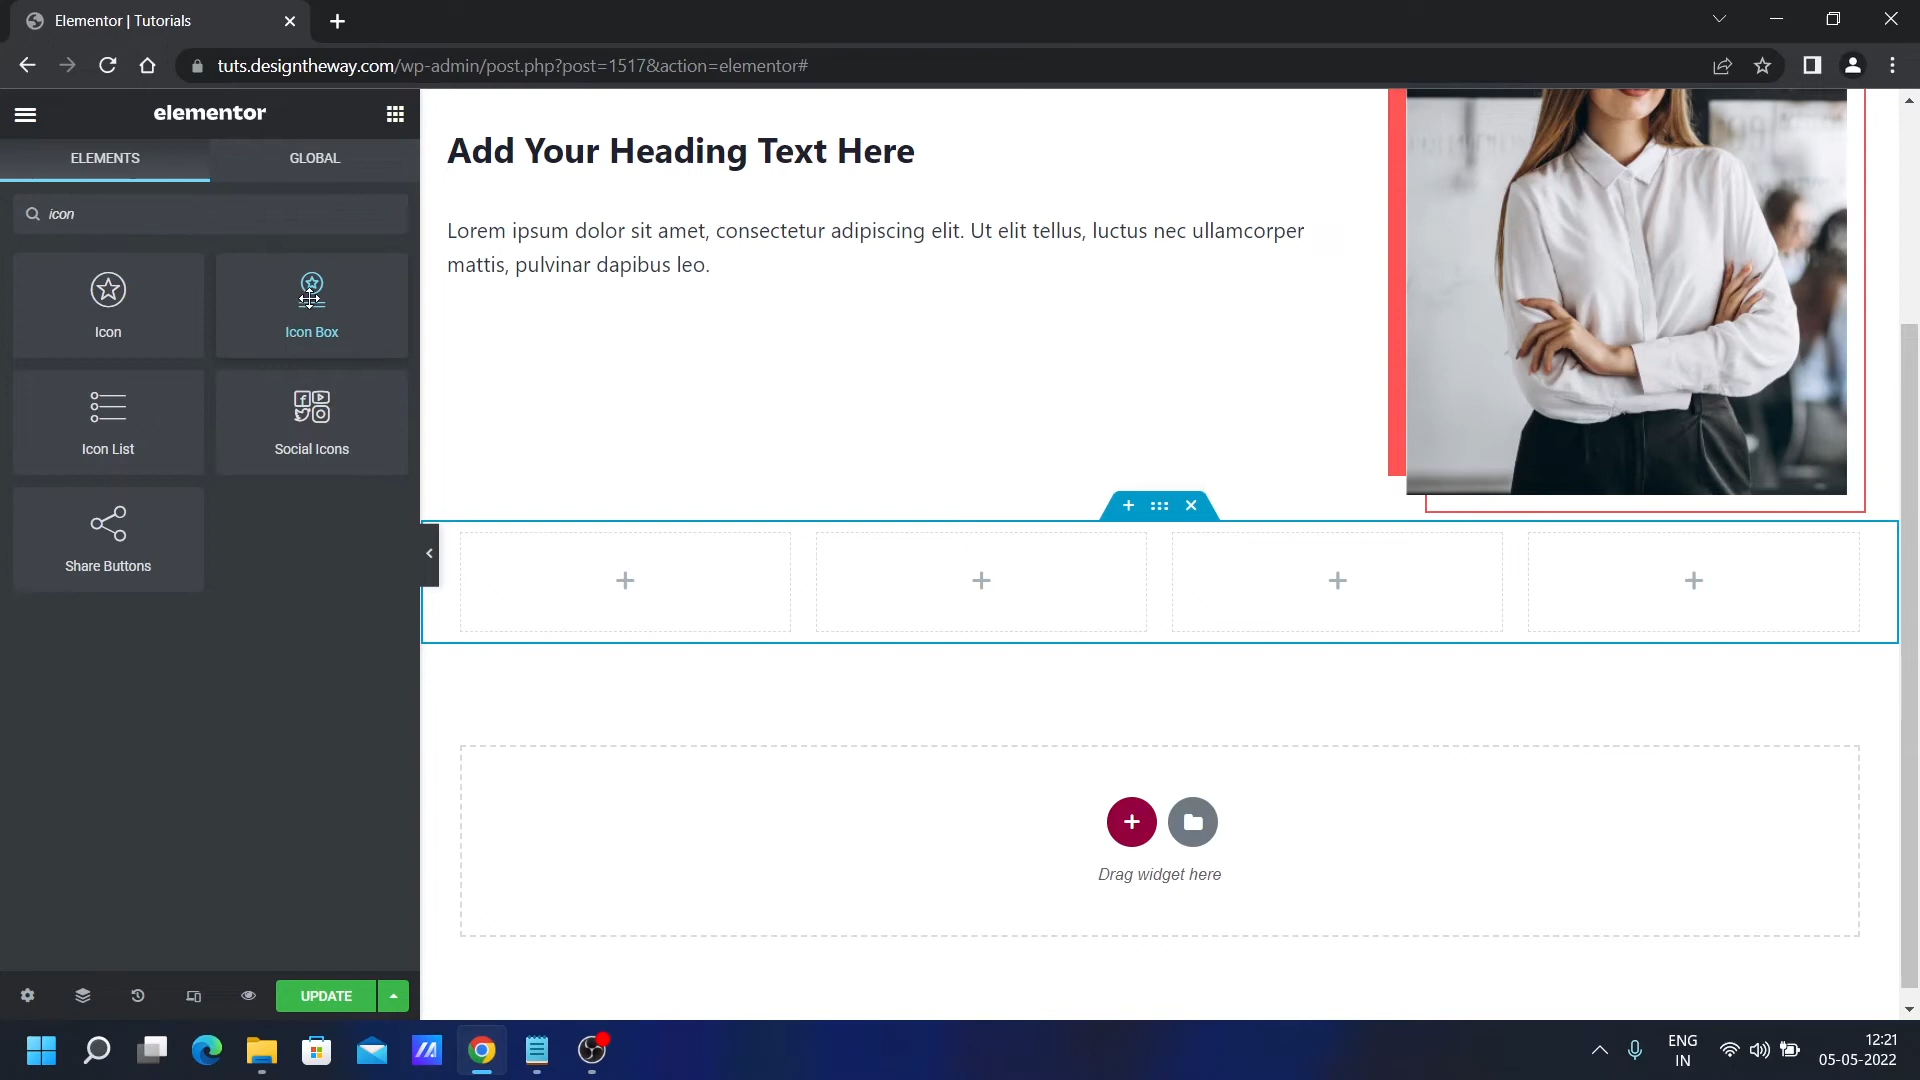 Elementor | Tutorials
tuts.designtheway.com/wp-admin/post.php?post=1517&action=elementor#
elementor
ELEMENTS
GLOBAL
icon
Icon
Icon Box
Icon List
Social Icons
Share Buttons
UPDATE
Add Your Heading Text Here
Lorem ipsum dolor sit amet, consectetur adipiscing elit. Ut elit tellus, luctus nec ullamcorper
mattis, pulvinar dapibus leo.
Drag widget here
ENG
IN
12:21
05-05-2022